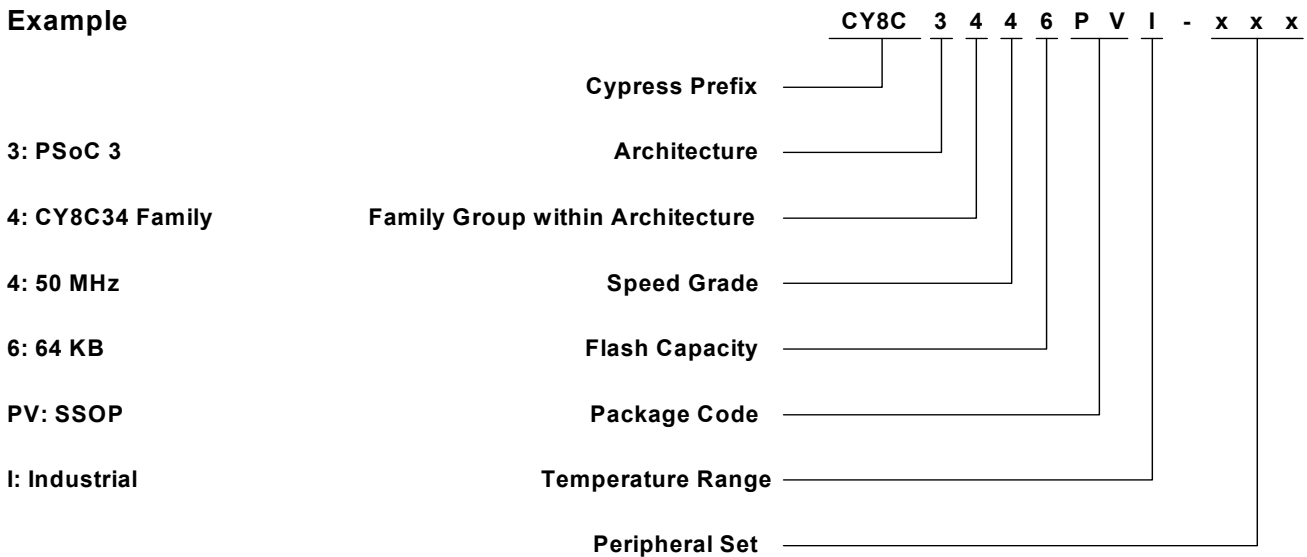 Example CY8C 3 4 4 6 P V I - x x x
Cypress Prefix
3: PSoC 3 Architecture
4: CY8C34 Family Family Group within Architecture
4: 50 MHz Speed Grade
6: 64 KB Flash Capacity
PV: SSOP Package Code
I: Industrial Temperature Range
Peripheral Set